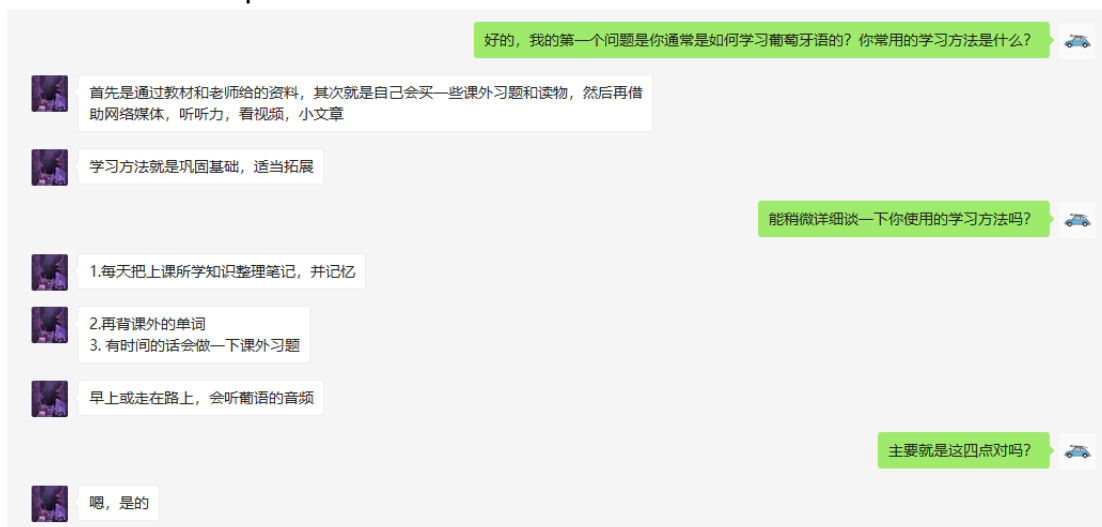 好的，我的第一个问题是你通常是如何学习葡萄牙语的？你常用的学习方法是什么？
首先是通过教材和老师给的资料，其次就是自己会买一些课外习题和读物，然后再借
助网络媒体，听听力，看视频，小文章
学习方法就是巩固基础，适当拓展
能稍微详细谈一下你使用的学习方法吗？
1.每天把上课所学知识整理笔记，并记忆
2.再背课外的单词
3. 有时间的话会做一下课外习题
早上或走在路上，会听葡语的音频
主要就是这四点对吗？
嗯，是的